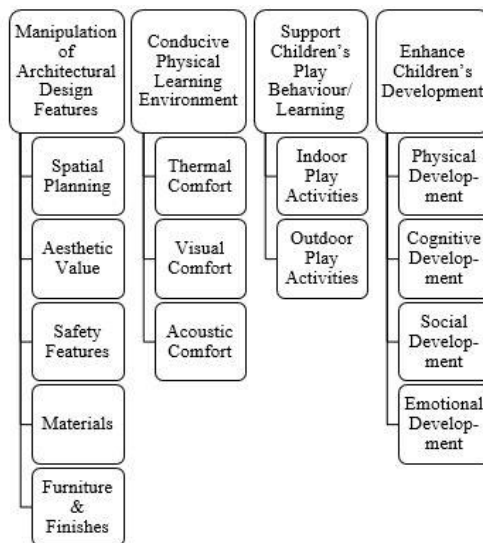 Manipulation
of
Architectural
Design
Features
Spatial
Planning
Aesthetic
Value
Safety
Features
Materials
Furniture
&
Finishes
Conducive
Physical
Learning
Environment
Thermal
Comfort
Visual
Comfort
Acoustic
Comfort
Support
Children's
Play
Behaviour/
Learning
Indoor
Play
Activities
Outdoor
Play
Activities
Enhance
Children's
Development
Physical
Develop-
ment
Cognitive
Develop-
ment
Social
Develop-
ment
Emotional
Develop-
ment